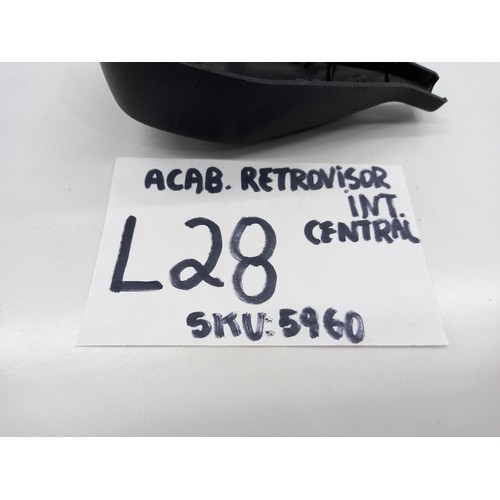 ACAB. RETROViSOR
INT.
CENTRAL
L28
SKU:5960